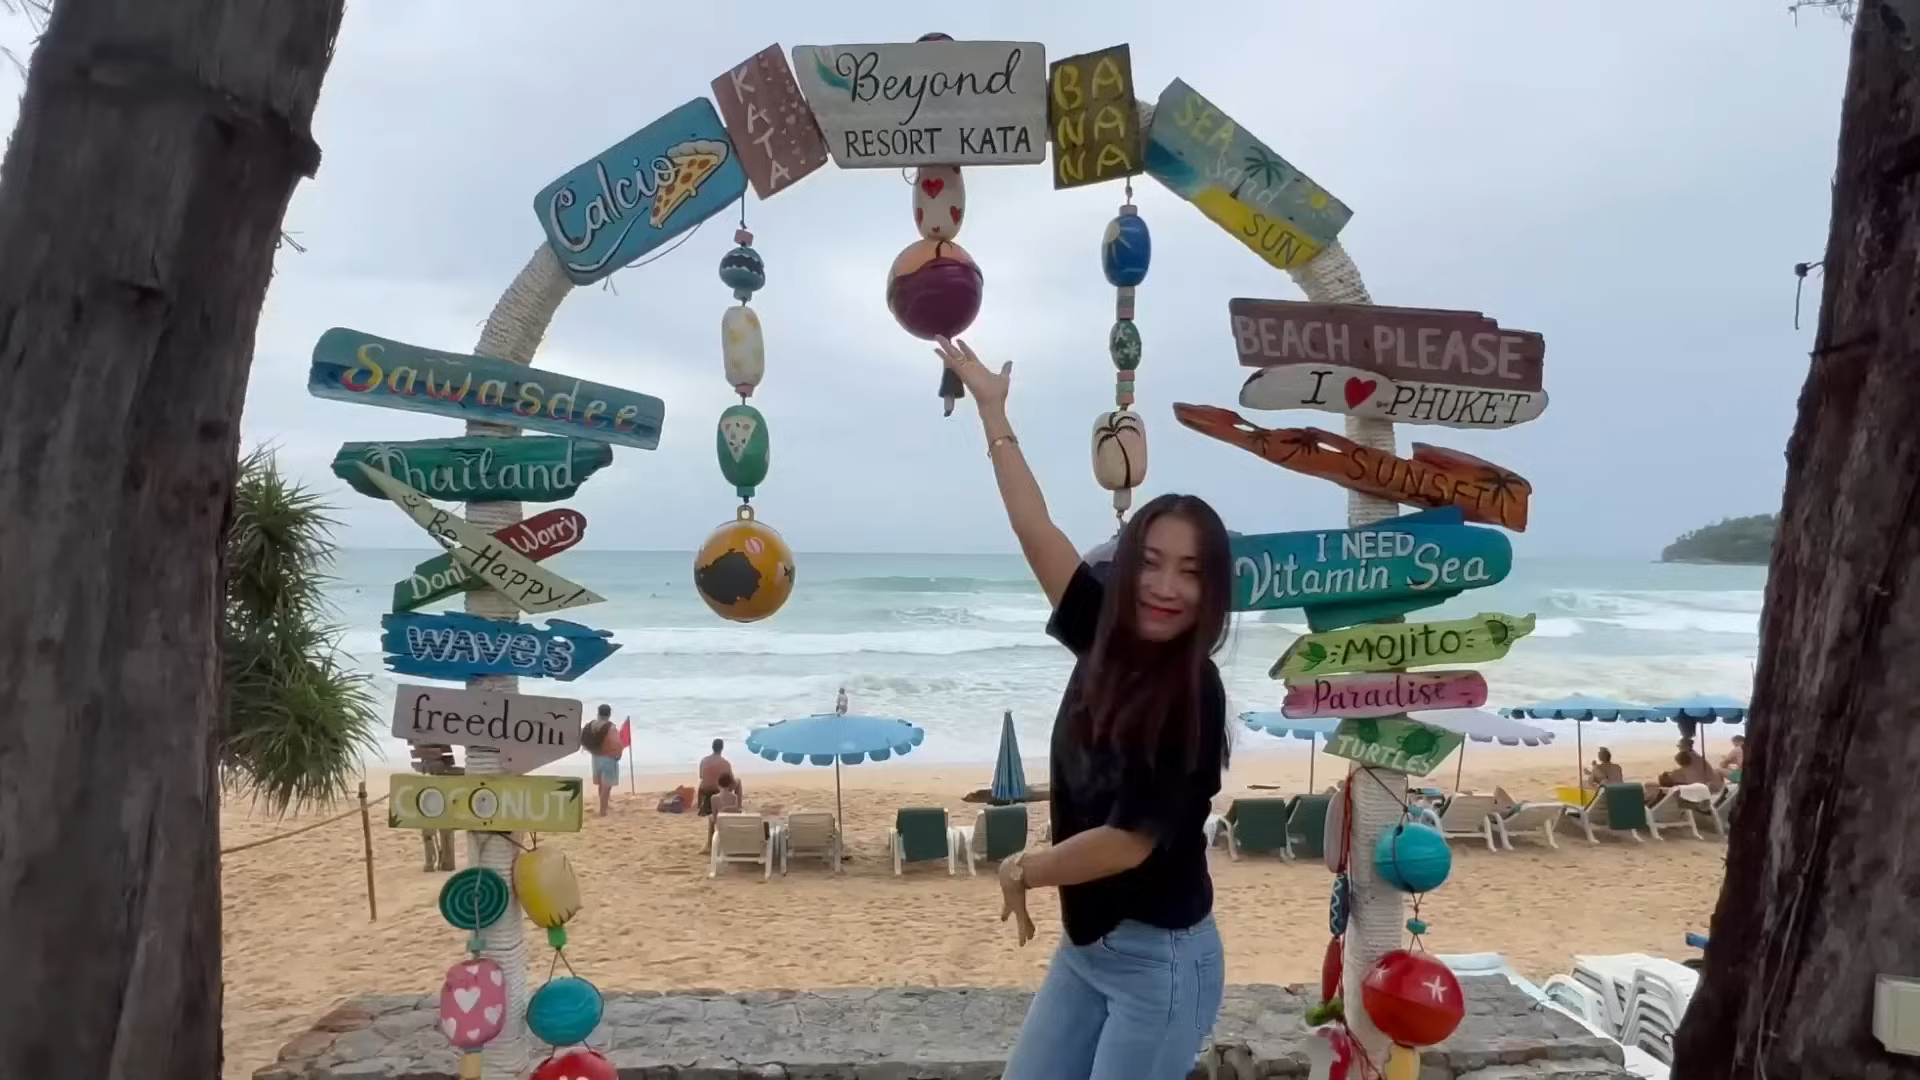 Beyond
RESORT KATA
KATA
Calcio
BANANA
SEA
Sand
SUN
Sawasdee
Thailand
Don't Worry
Be Happy!
WAVES
freedom
COCONUT
BEACH PLEASE
I ❤ PHUKET
SUNSET
I NEED
Vitamin Sea
Mojito
Paradise
TURTLES